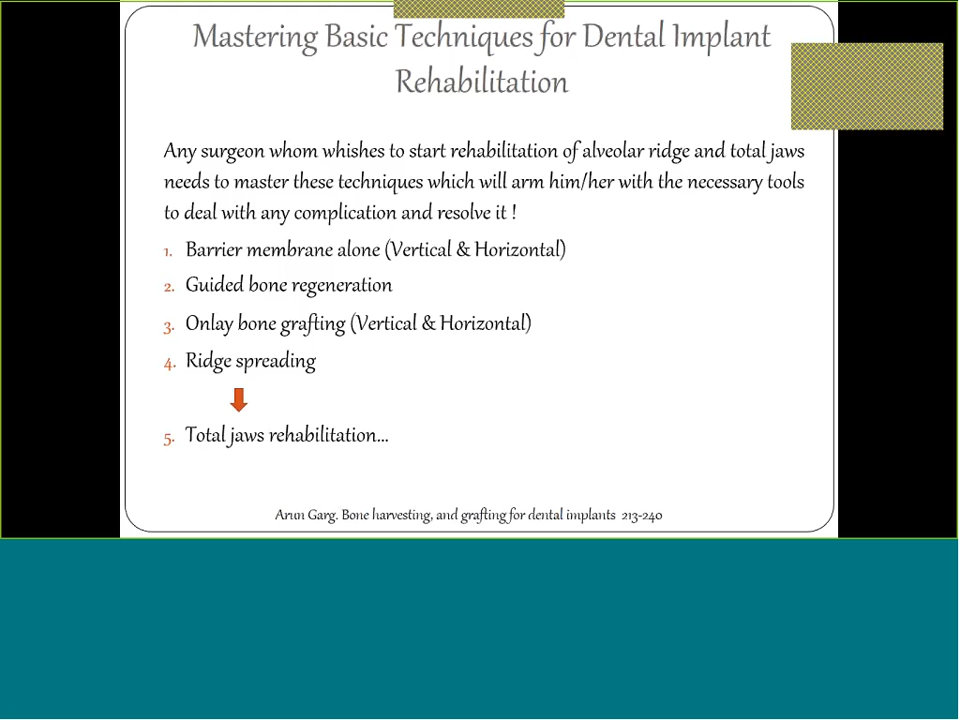 Mastering Basic Techniques for Dental Implant
Rehabilitation
Any surgeon whom whishes to start rehabilitation of alveolar ridge and total jaws
needs to master these techniques which will arm him/her with the necessary tools
to deal with any complication and resolve it !
1. Barrier membrane alone (Vertical & Horizontal)
2. Guided bone regeneration
3. Onlay bone grafting (Vertical & Horizontal)
4. Ridge spreading
5. Total jaws rehabilitation...
Arun Garg. Bone harvesting, and grafting for dental implants 213-240